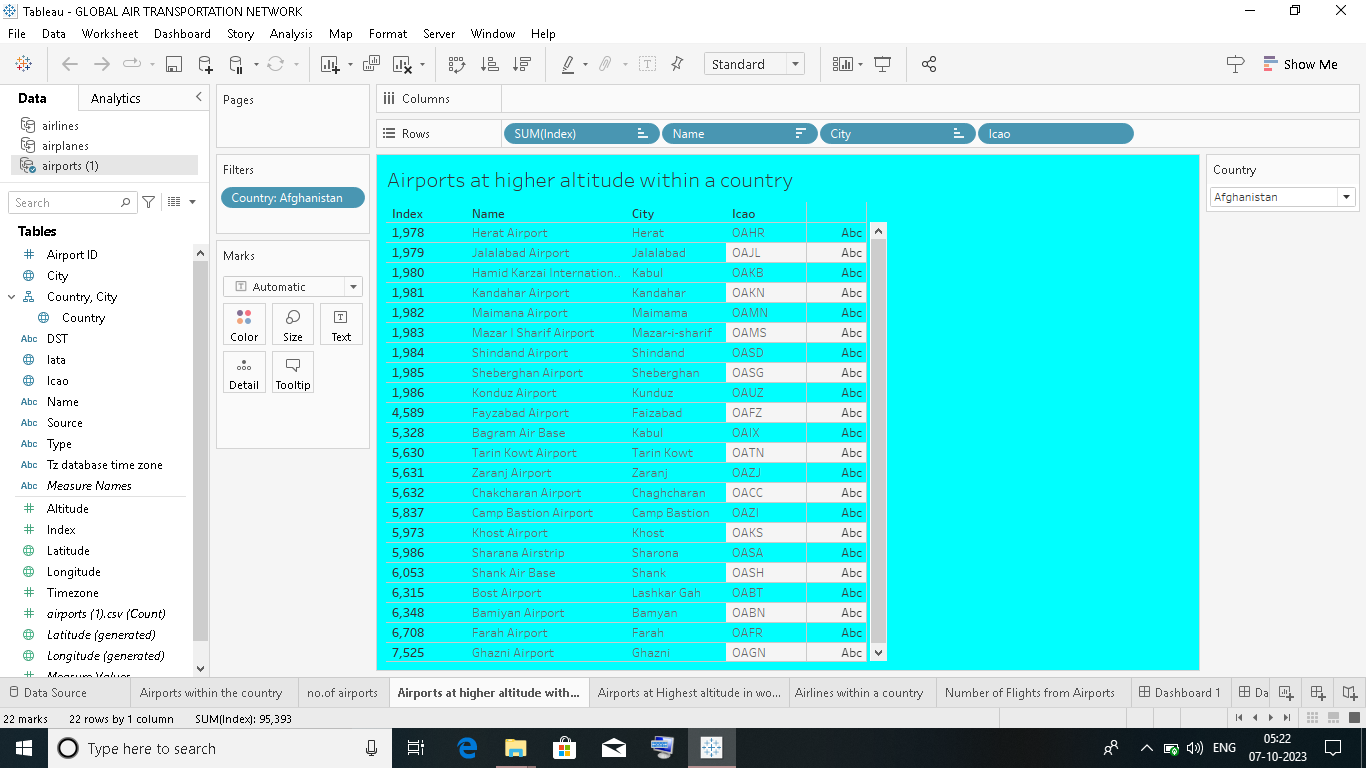 Tableau - GLOBAL AIR TRANSPORTATION NETWORK
File Data Worksheet Dashboard Story Analysis Map Format Server Window Help
Standard
Show Me
Data Analytics
airlines
airplanes
airports (1)
Search
Tables
Airport ID
City
Country, City
Country
Abc DST
Iata
Icao
Abc Name
Abc Source
Abc Type
Abc Tz database time zone
Abc Measure Names
Altitude
Index
Latitude
Longitude
Timezone
airports (1).csv (Count)
Latitude (generated)
Longitude (generated)
Measure Values
Pages
Filters
Country: Afghanistan
Marks
Automatic
Color Size Text
Detail Tooltip
Columns
Rows SUM(Index) Name City Icao
Airports at higher altitude within a country
Index Name City Icao
1,978 Herat Airport Herat OAHR Abc
1,979 Jalalabad Airport Jalalabad OAJL Abc
1,980 Hamid Karzai Internation.. Kabul OAKB Abc
1,981 Kandahar Airport Kandahar OAKN Abc
1,982 Maimana Airport Maimama OAMN Abc
1,983 Mazar I Sharif Airport Mazar-i-sharif OAMS Abc
1,984 Shindand Airport Shindand OASD Abc
1,985 Sheberghan Airport Sheberghan OASG Abc
1,986 Konduz Airport Kunduz OAUZ Abc
4,589 Fayzabad Airport Faizabad OAFZ Abc
5,328 Bagram Air Base Kabul OAIX Abc
5,630 Tarin Kowt Airport Tarin Kowt OATN Abc
5,631 Zaranj Airport Zaranj OAZJ Abc
5,632 Chakcharan Airport Chaghcharan OACC Abc
5,837 Camp Bastion Airport Camp Bastion OAZI Abc
5,973 Khost Airport Khost OAKS Abc
5,986 Sharana Airstrip Sharona OASA Abc
6,053 Shank Air Base Shank OASH Abc
6,315 Bost Airport Lashkar Gah OABT Abc
6,348 Bamiyan Airport Bamyan OABN Abc
6,708 Farah Airport Farah OAFR Abc
7,525 Ghazni Airport Ghazni OAGN Abc
Country
Afghanistan
Data Source Airports within the country no.of airports Airports at higher altitude with... Airports at Highest altitude in wo... Airlines within a country Number of Flights from Airports Dashboard 1 Da
22 marks 22 rows by 1 column SUM(Index): 95,393
Type here to search
ENG
05:22
07-10-2023